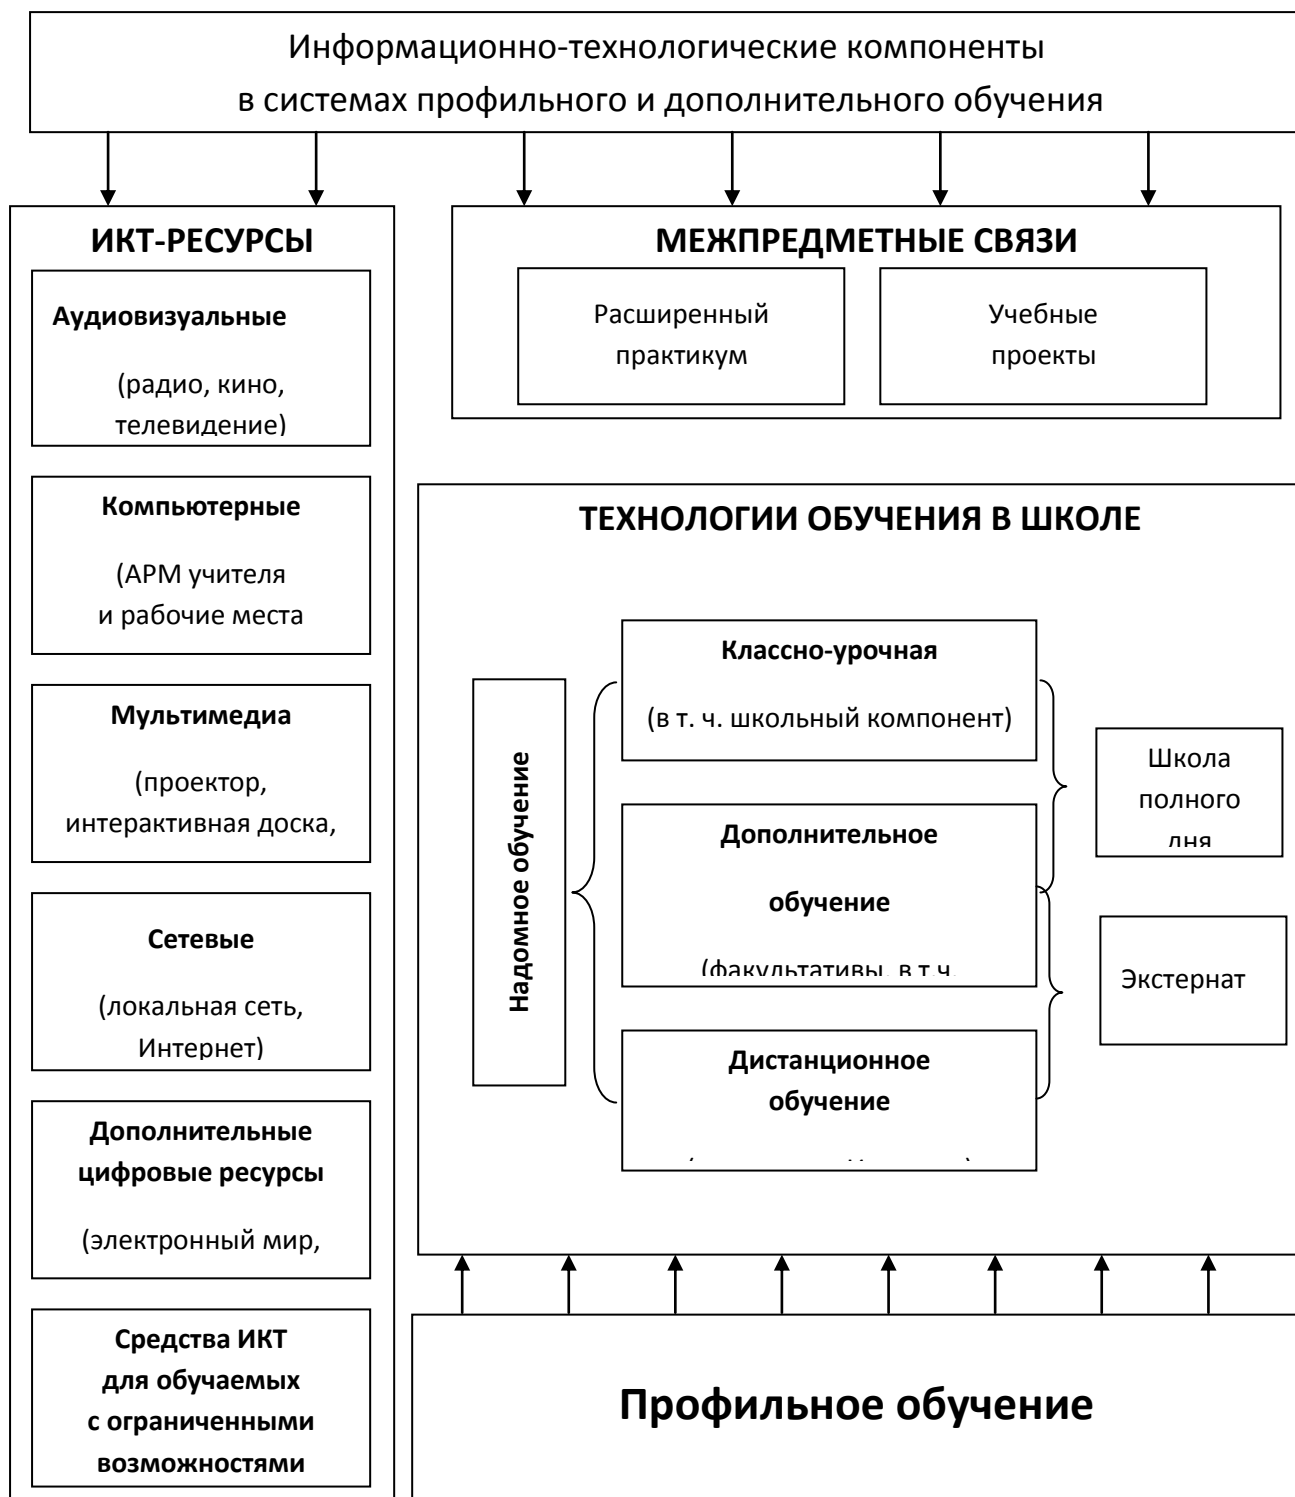 Информационно-технологические компоненты
в системах профильного и дополнительного обучения
ИКТ-РЕСУРСЫ
Аудиовизуальные
(радио, кино,
телевидение)
Компьютерные
(АРМ учителя
и рабочие места
Мультимедиа
(проектор,
интерактивная доска,
Сетевые
(локальная сеть,
Интернет)
Дополнительные
цифровые ресурсы
(электронный мир,
Средства ИКТ
для обучаемых
с ограниченными
возможностями
МЕЖПРЕДМЕТНЫЕ СВЯЗИ
Расширенный
практикум
Учебные
проекты
ТЕХНОЛОГИИ ОБУЧЕНИЯ В ШКОЛЕ
Надомное обучение
Классно-урочная
(в т. ч. школьный компонент)
Дополнительное
обучение
(факультативы, в т.ч.
Дистанционное
обучение
Школа
полного
дня
Экстернат
Профильное обучение